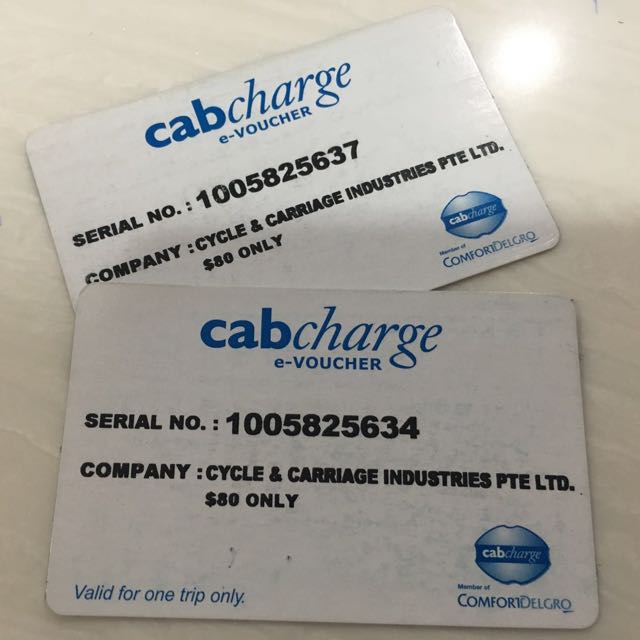 cabcharge
e-VOUCHER
SERIAL NO. : 1005825637
COMPANY : CYCLE & CARRIAGE INDUSTRIES PTE LTD.
$80 ONLY
cabcharge
Member of
COMFORTDELGRO
cabcharge
e-VOUCHER
SERIAL NO. : 1005825634
COMPANY : CYCLE & CARRIAGE INDUSTRIES PTE LTD.
$80 ONLY
cabcharge
Valid for one trip only.
Member of
COMFORTDELGRO